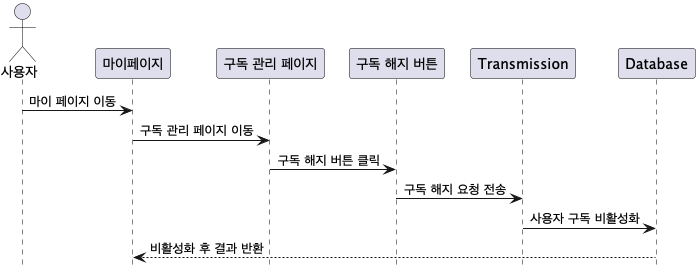 사용자
마이페이지
구독 관리 페이지
구독 해지 버튼
Transmission
Database
마이 페이지 이동
구독 관리 페이지 이동
구독 해지 버튼 클릭
구독 해지 요청 전송
사용자 구독 비활성화
비활성화 후 결과 반환